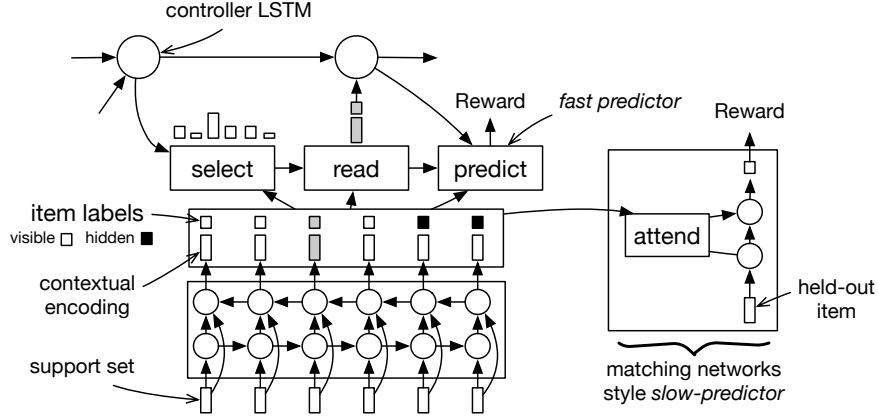 controller LSTM
Reward
fast predictor
Reward
select
read
predict
item labels
visible
hidden
attend
contextual
encoding
held-out
item
support set
matching networks
style slow-predictor